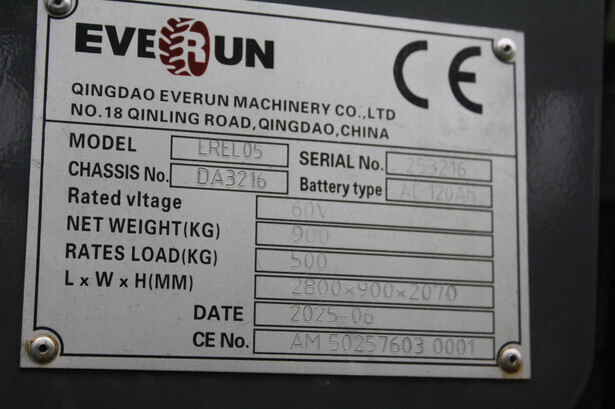 EVERUN
CE
QINGDAO EVERUN MACHINERY CO.,LTD
NO.18 QINLING ROAD,QINGDAO,CHINA
MODEL EREL05 SERIAL No. 253216
CHASSIS No. DA3216 Battery type AC-120Ah
Rated vltage 60V
NET WEIGHT(KG) 900
RATES LOAD(KG) 500
L x W x H(MM) 2800×900×2070
DATE 2025-06
CE No. AM 50257603 0001